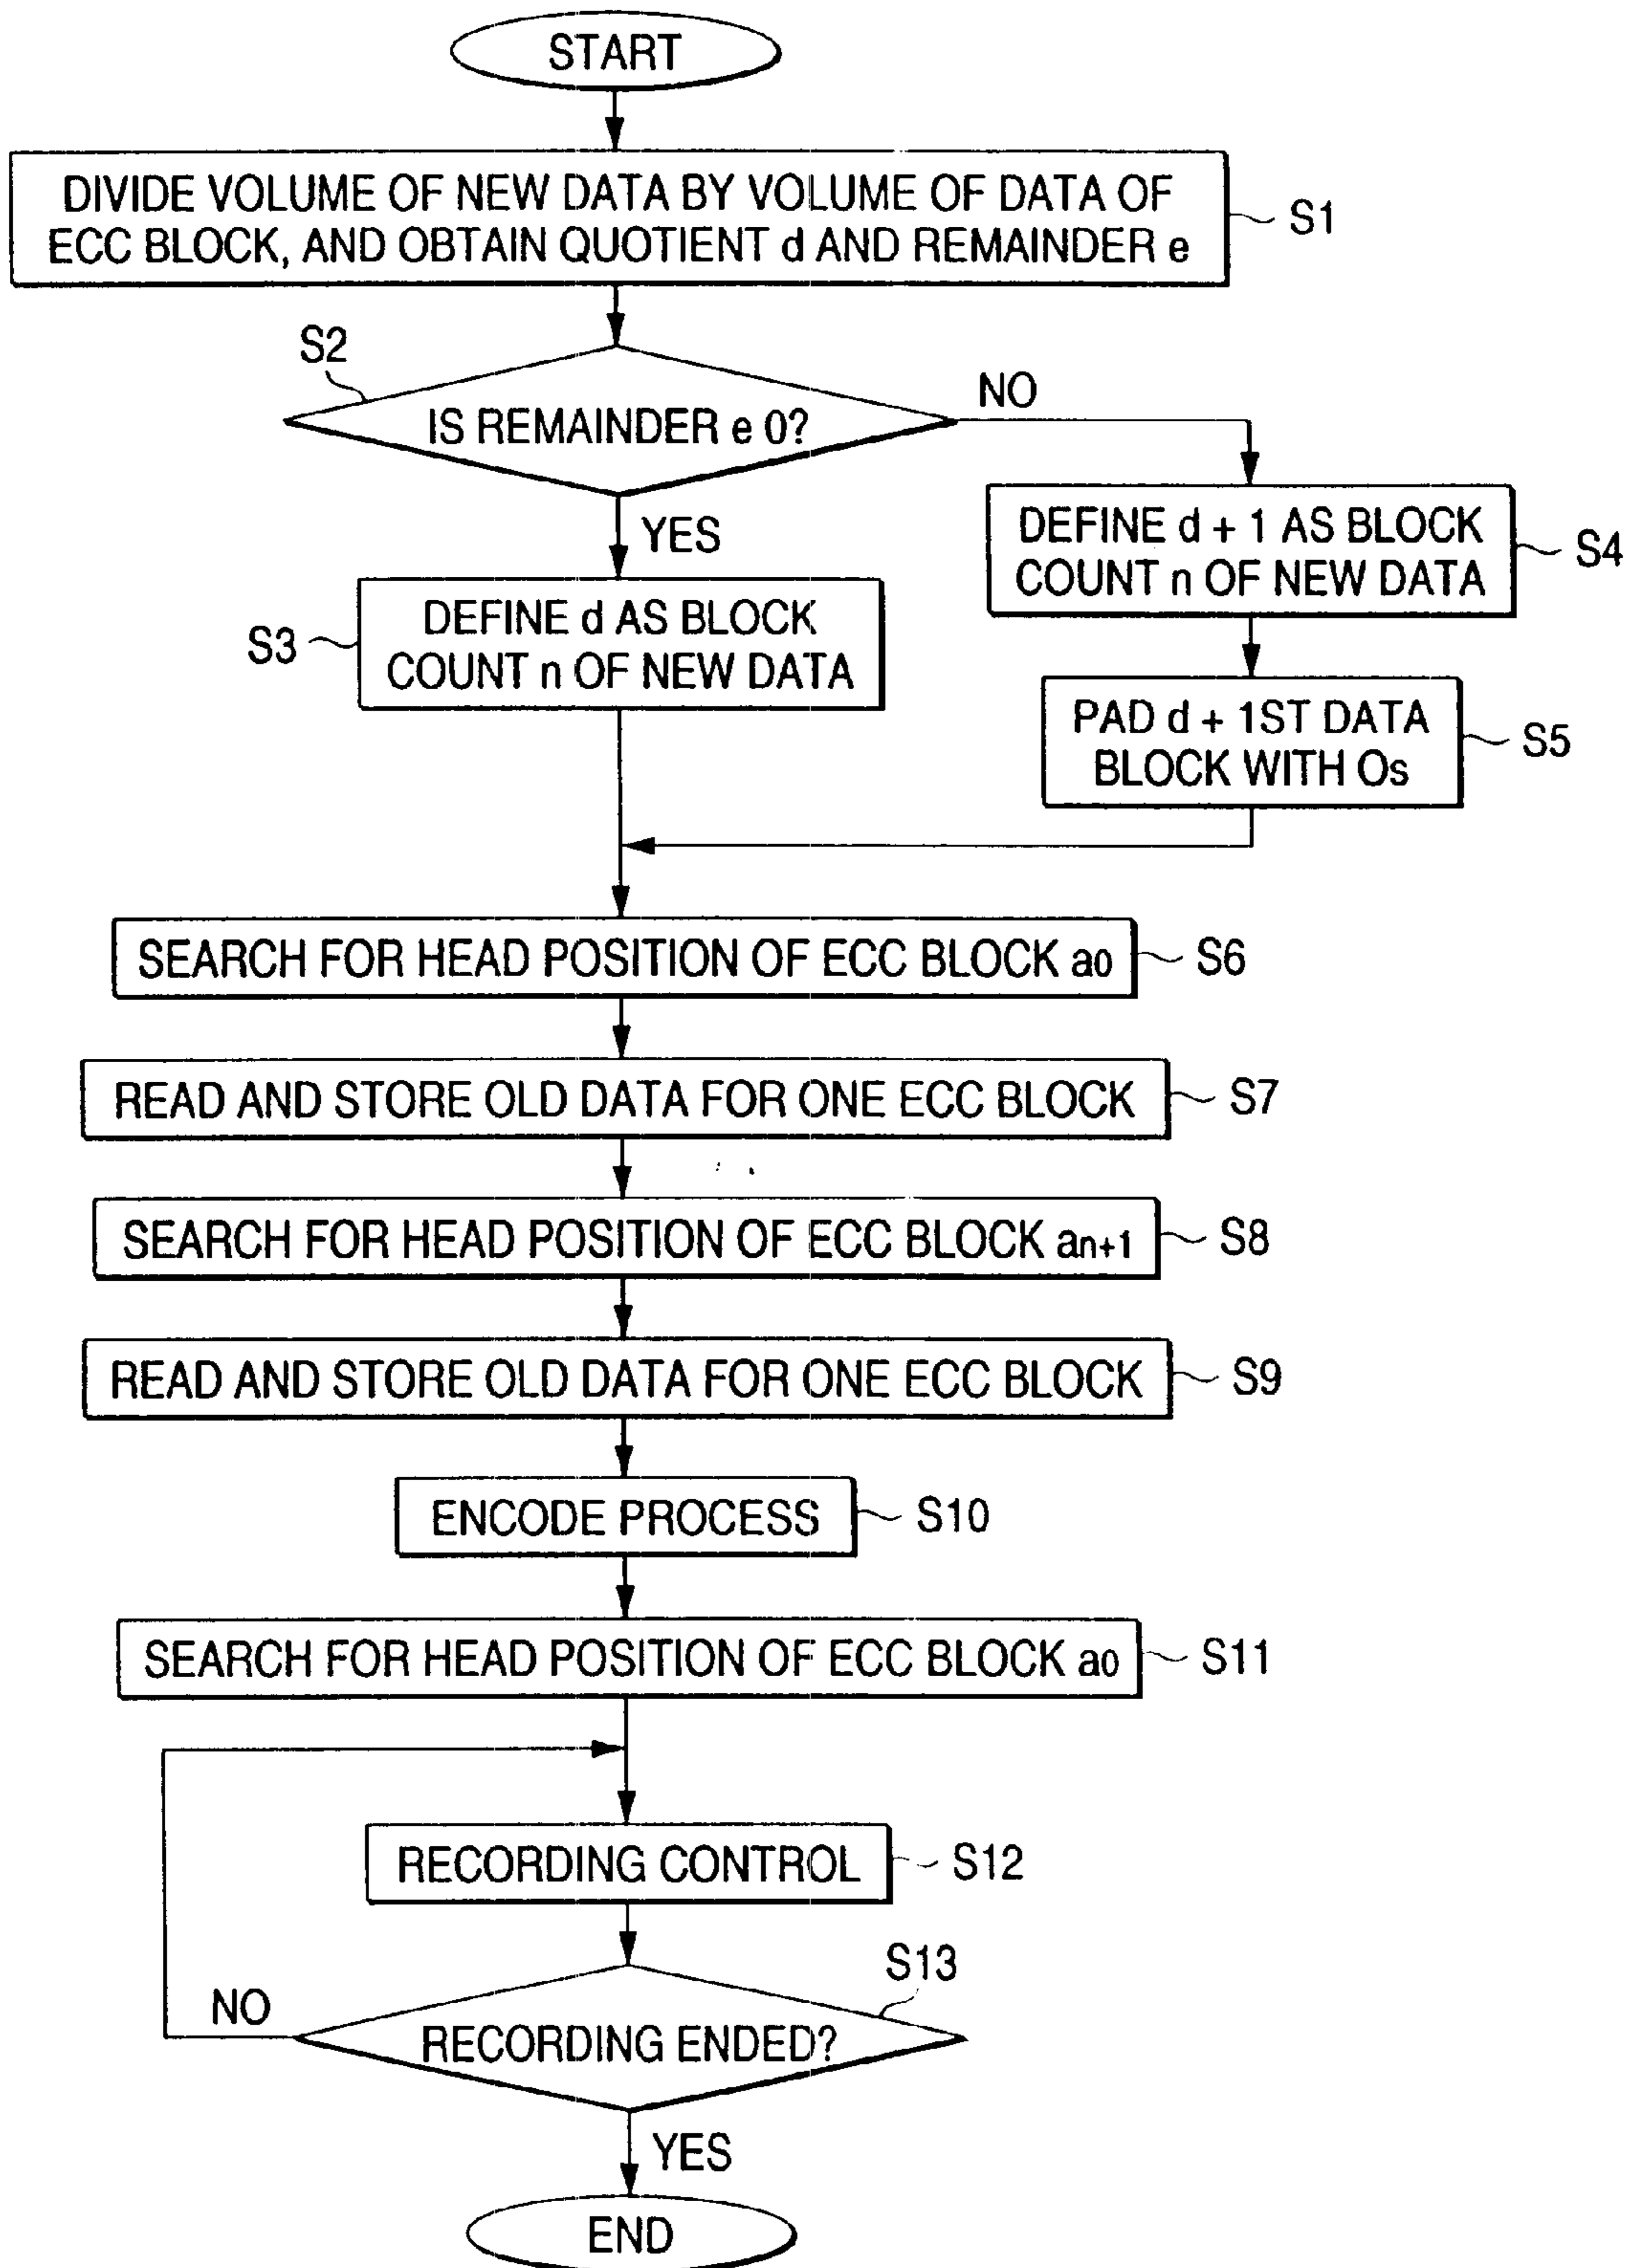 START
DIVIDE VOLUME OF NEW DATA BY VOLUME OF DATA OF
ECC BLOCK, AND OBTAIN QUOTIENT d AND REMAINDER e
S1
S2
IS REMAINDER e 0?
NO
YES
DEFINE d + 1 AS BLOCK
COUNT n OF NEW DATA
S4
S3
DEFINE d AS BLOCK
COUNT n OF NEW DATA
PAD d + 1ST DATA
BLOCK WITH Os
S5
SEARCH FOR HEAD POSITION OF ECC BLOCK a0
S6
READ AND STORE OLD DATA FOR ONE ECC BLOCK
S7
SEARCH FOR HEAD POSITION OF ECC BLOCK an+1
S8
READ AND STORE OLD DATA FOR ONE ECC BLOCK
S9
ENCODE PROCESS
S10
SEARCH FOR HEAD POSITION OF ECC BLOCK a0
S11
RECORDING CONTROL
S12
S13
NO
RECORDING ENDED?
YES
END